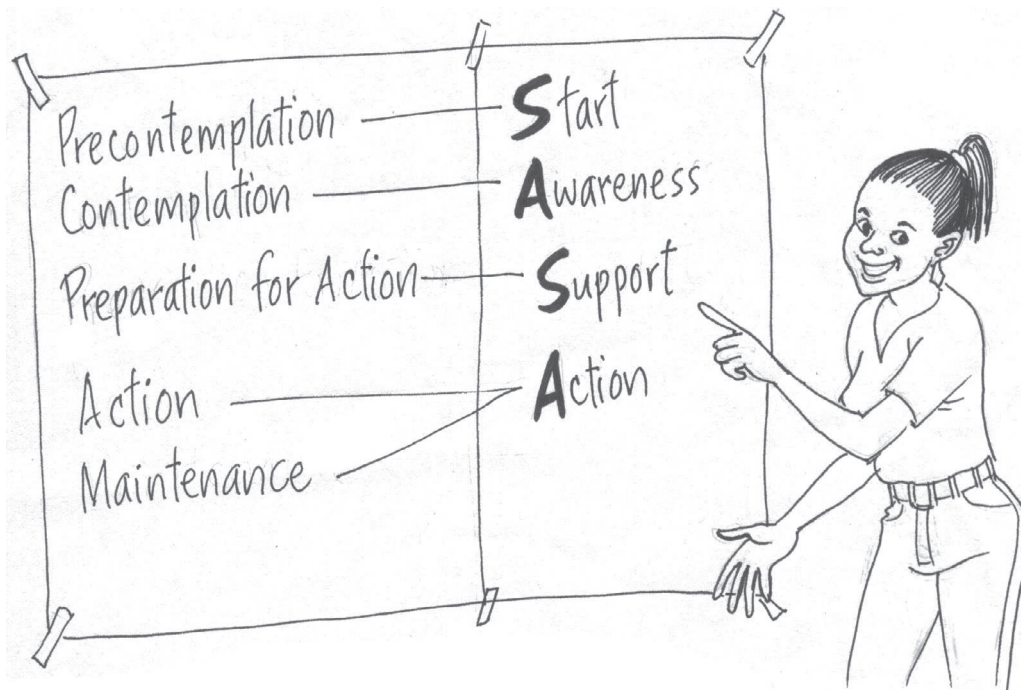 Precontemplation
Contemplation
Preparation for Action
Action
Maintenance
Start
Awareness
Support
Action